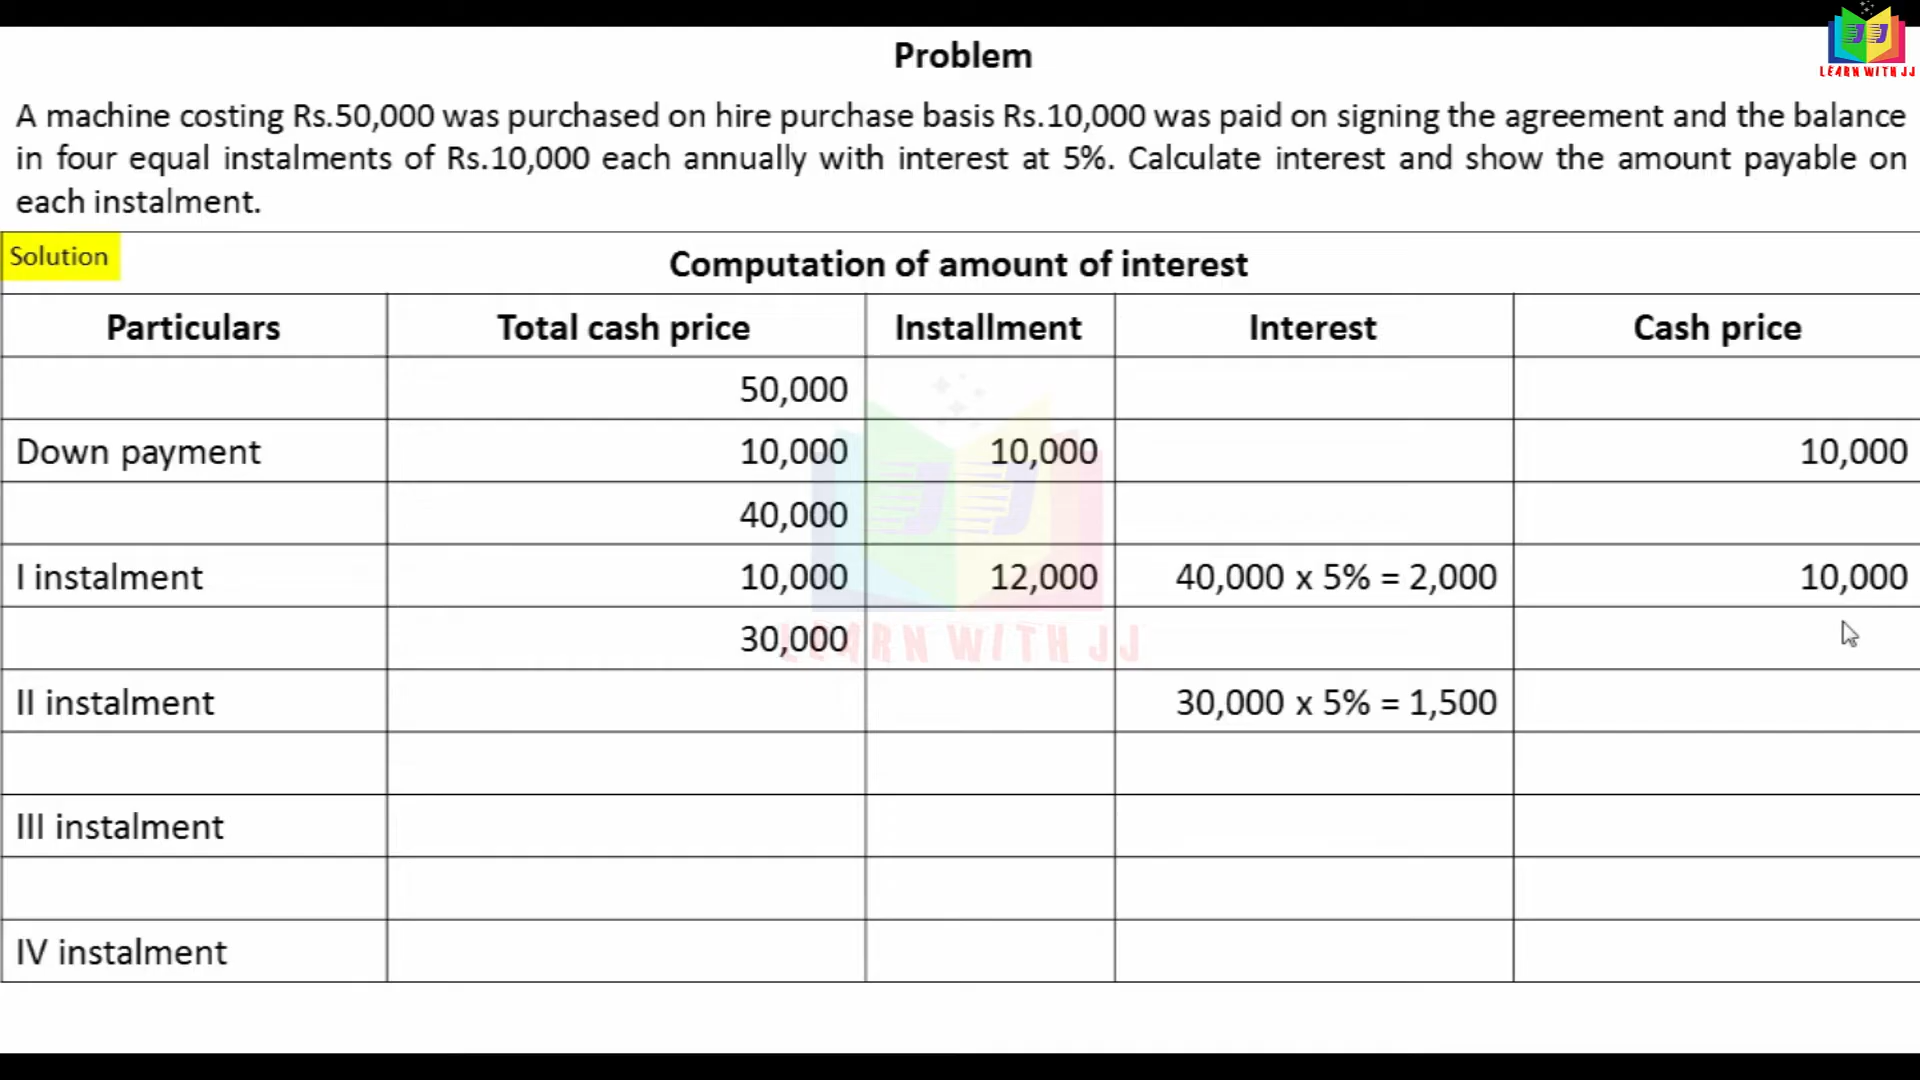 LEARN WITH JJ
Problem
A machine costing Rs.50,000 was purchased on hire purchase basis Rs.10,000 was paid on signing the agreement and the balance
in four equal instalments of Rs.10,000 each annually with interest at 5%. Calculate interest and show the amount payable on
each instalment.
Solution
Computation of amount of interest
Particulars Total cash price Installment Interest Cash price
50,000
Down payment 10,000 10,000 10,000
40,000
I instalment 10,000 12,000 40,000 x 5% = 2,000 10,000
30,000
LEARN WITH JJ
II instalment 30,000 x 5% = 1,500
III instalment
IV instalment